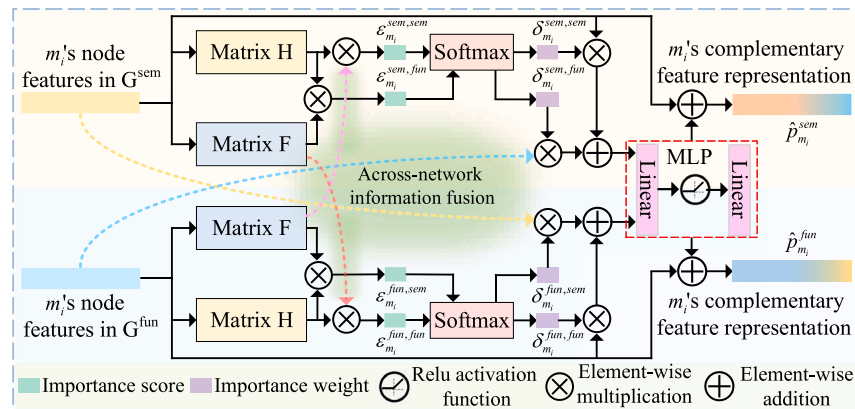 m_i's node
features in G^sem
Matrix H
Matrix F
ε_{m_i}^{sem,sem}
ε_{m_i}^{sem,fun}
Softmax
δ_{m_i}^{sem,sem}
δ_{m_i}^{sem,fun}
m_i's complementary
feature representation
p̂_{m_i}^{sem}
Across-network
information fusion
Linear
MLP
Linear
Matrix F
Matrix H
m_i's node
features in G^fun
ε_{m_i}^{fun,sem}
ε_{m_i}^{fun,fun}
Softmax
δ_{m_i}^{fun,sem}
δ_{m_i}^{fun,fun}
p̂_{m_i}^{fun}
m_i's complementary
feature representation
Importance score
Importance weight
Relu activation
function
Element-wise
multiplication
Element-wise
addition